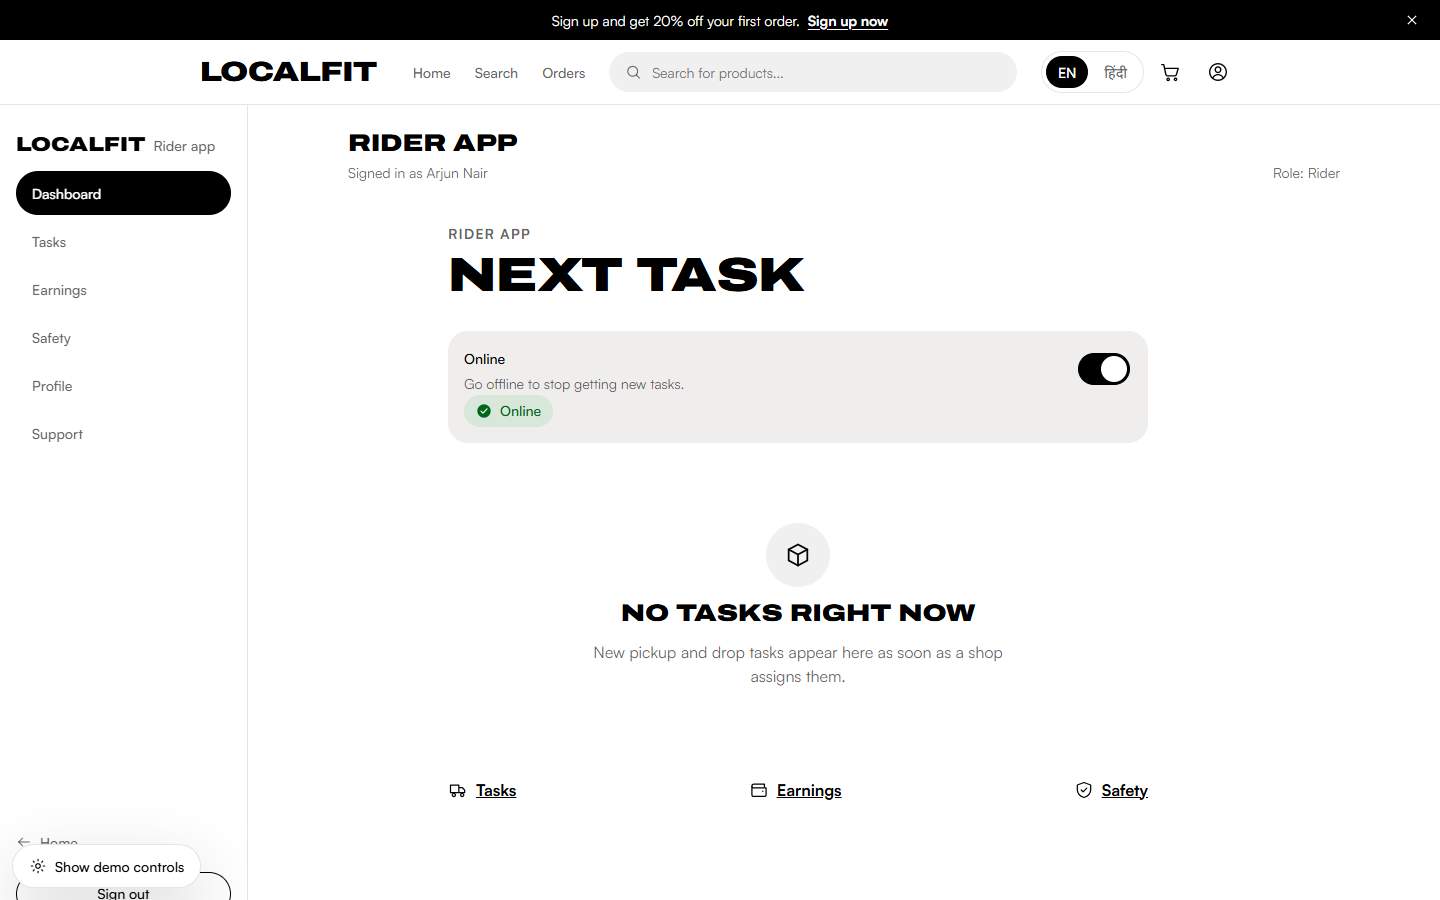 Sign up and get 20% off your first order. Sign up now
LOCALFIT
Home
Search
Orders
Search for products...
EN
हिंदी
LOCALFIT Rider app
Dashboard
Tasks
Earnings
Safety
Profile
Support
Home
Show demo controls
Sign out
RIDER APP
Signed in as Arjun Nair
Role: Rider
RIDER APP
NEXT TASK
Online
Go offline to stop getting new tasks.
Online
NO TASKS RIGHT NOW
New pickup and drop tasks appear here as soon as a shop
assigns them.
Tasks
Earnings
Safety